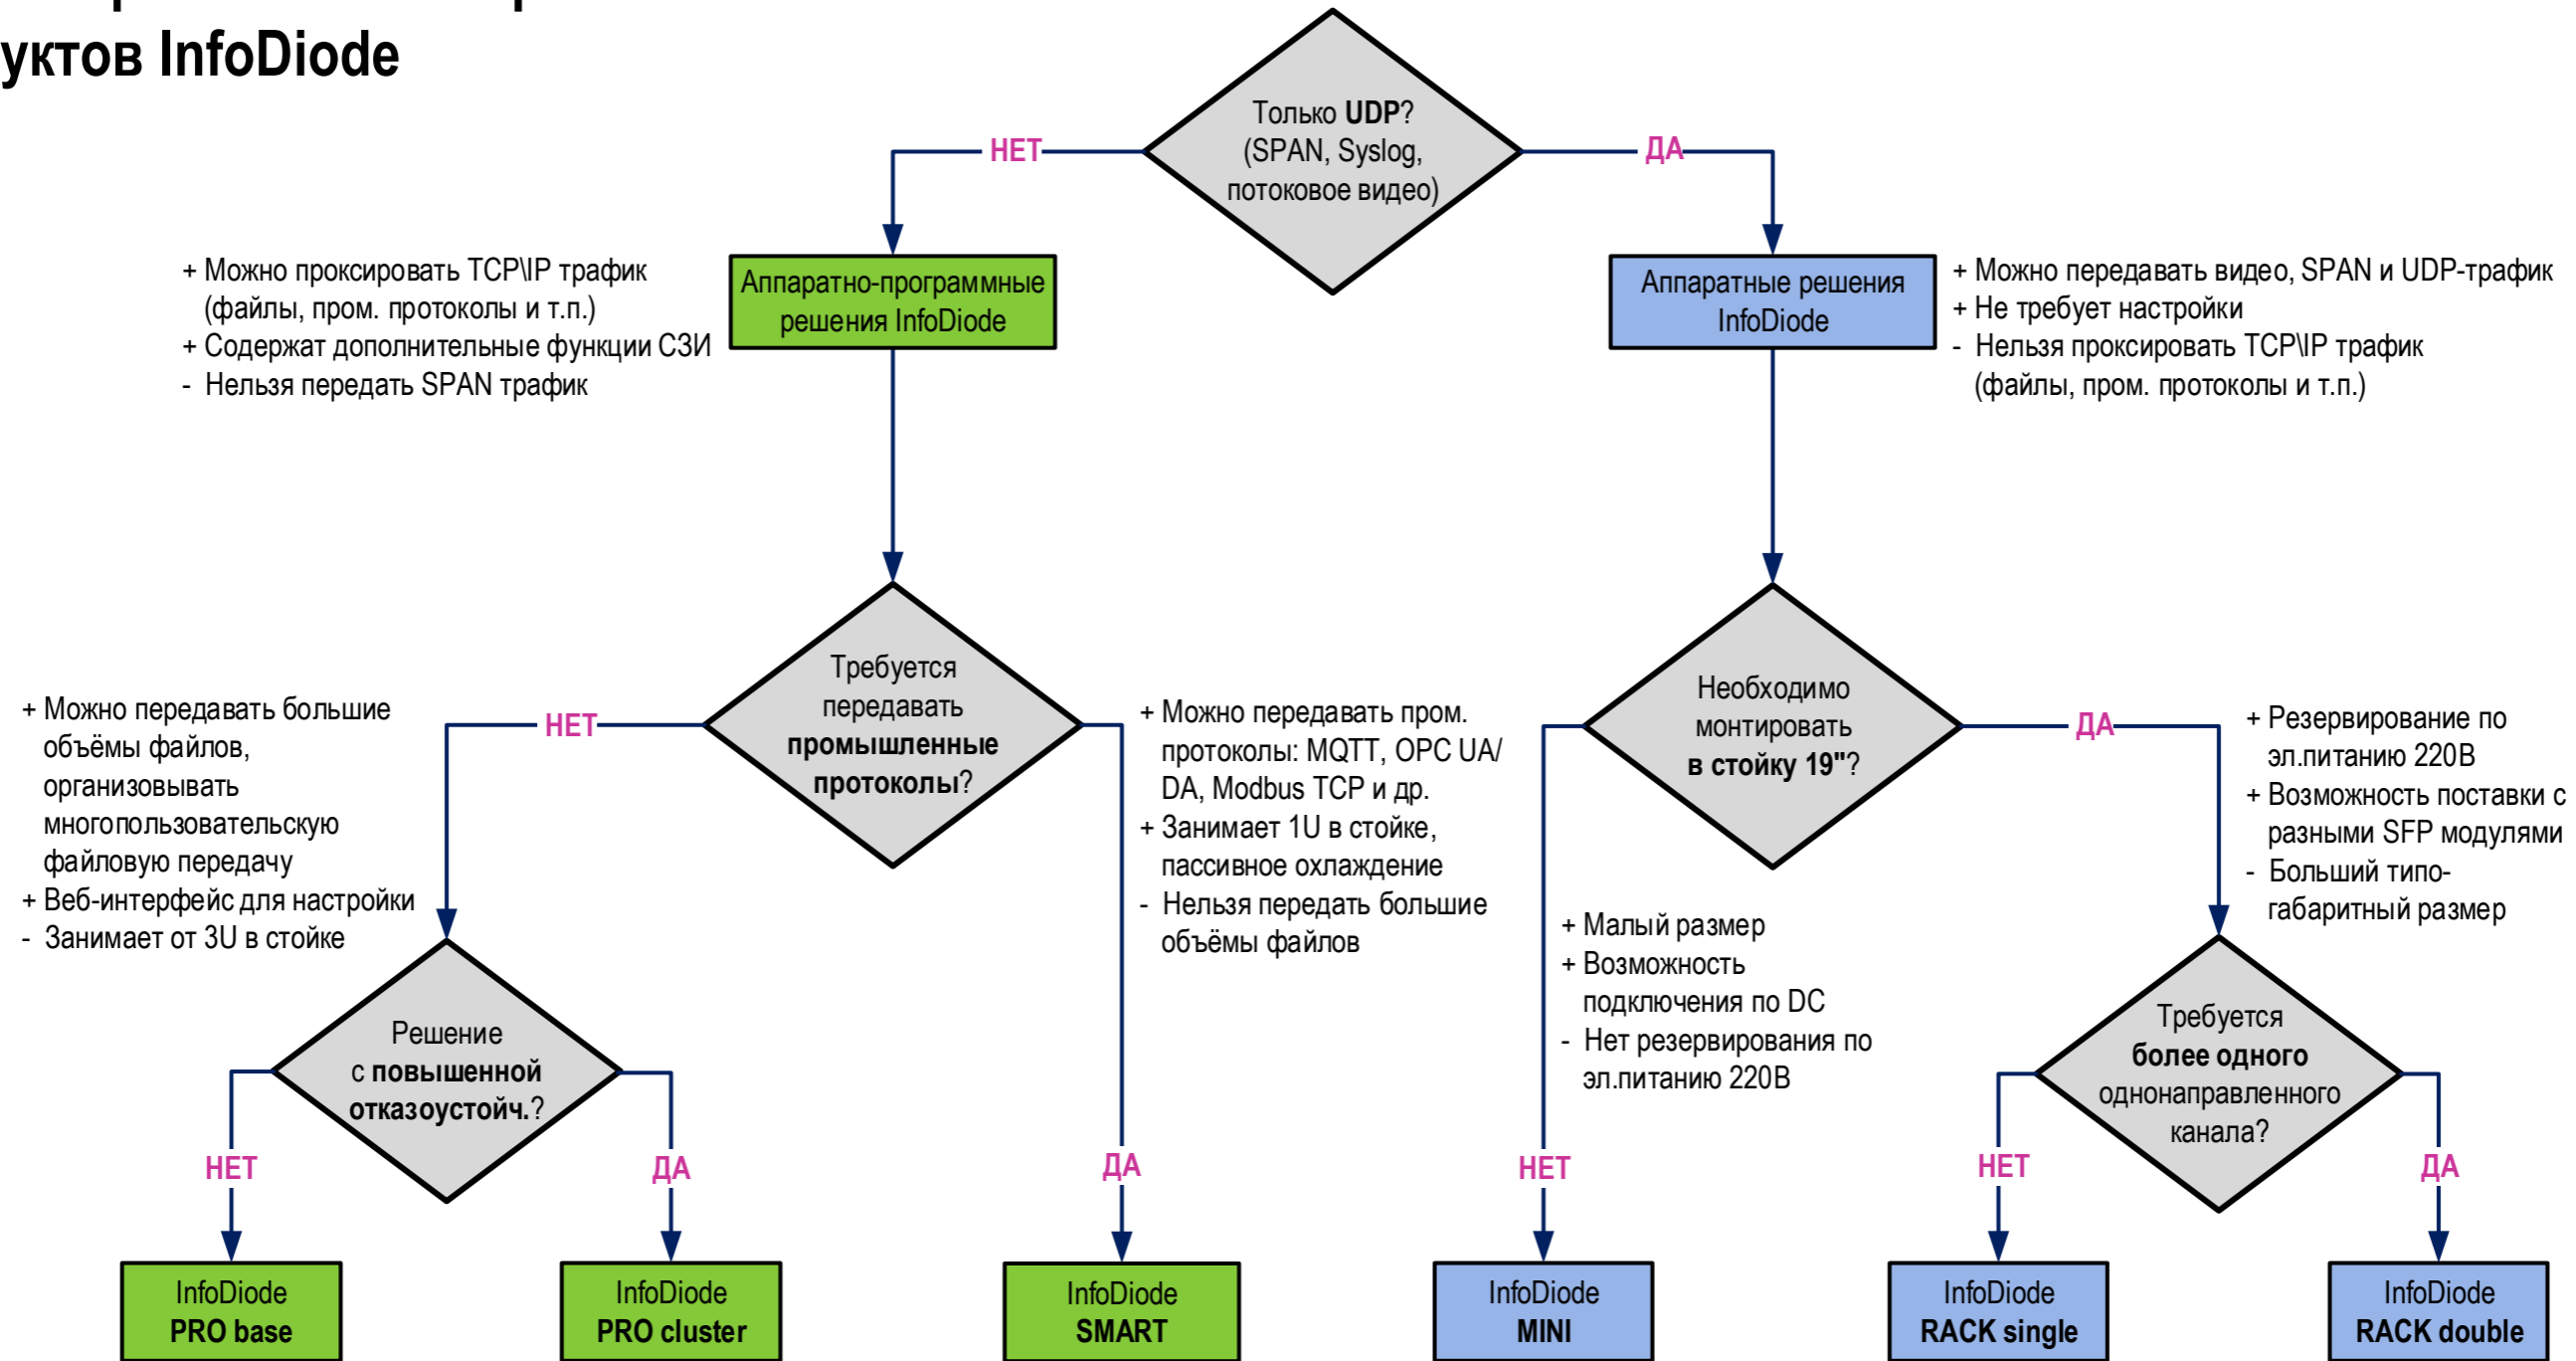 уктов InfoDiode
Только UDP?
(SPAN, Syslog,
потоковое видео)
НЕТ
ДА
+ Можно проксировать TCP\IP трафик
(файлы, пром. протоколы и т.п.)
+ Содержат дополнительные функции СЗИ
- Нельзя передать SPAN трафик
Аппаратно-программные
решения InfoDiode
Аппаратные решения
InfoDiode
+ Можно передавать видео, SPAN и UDP-трафик
+ Не требует настройки
- Нельзя проксировать TCP\IP трафик
(файлы, пром. протоколы и т.п.)
+ Можно передавать большие
объёмы файлов,
организовывать
многопользовательскую
файловую передачу
+ Веб-интерфейс для настройки
- Занимает от 3U в стойке
НЕТ
Требуется
передавать
промышленные
протоколы?
+ Можно передавать пром.
протоколы: MQTT, OPC UA/
DA, Modbus TCP и др.
+ Занимает 1U в стойке,
пассивное охлаждение
- Нельзя передать большие
объёмы файлов
Необходимо
монтировать
в стойку 19"?
ДА
+ Резервирование по
эл.питанию 220В
+ Возможность поставки с
разными SFP модулями
- Больший типо-
габаритный размер
+ Малый размер
+ Возможность
подключения по DC
- Нет резервирования по
эл.питанию 220В
Решение
с повышенной
отказоустойч.?
Требуется
более одного
однонаправленного
канала?
НЕТ
ДА
ДА
НЕТ
НЕТ
ДА
InfoDiode
PRO base
InfoDiode
PRO cluster
InfoDiode
SMART
InfoDiode
MINI
InfoDiode
RACK single
InfoDiode
RACK double